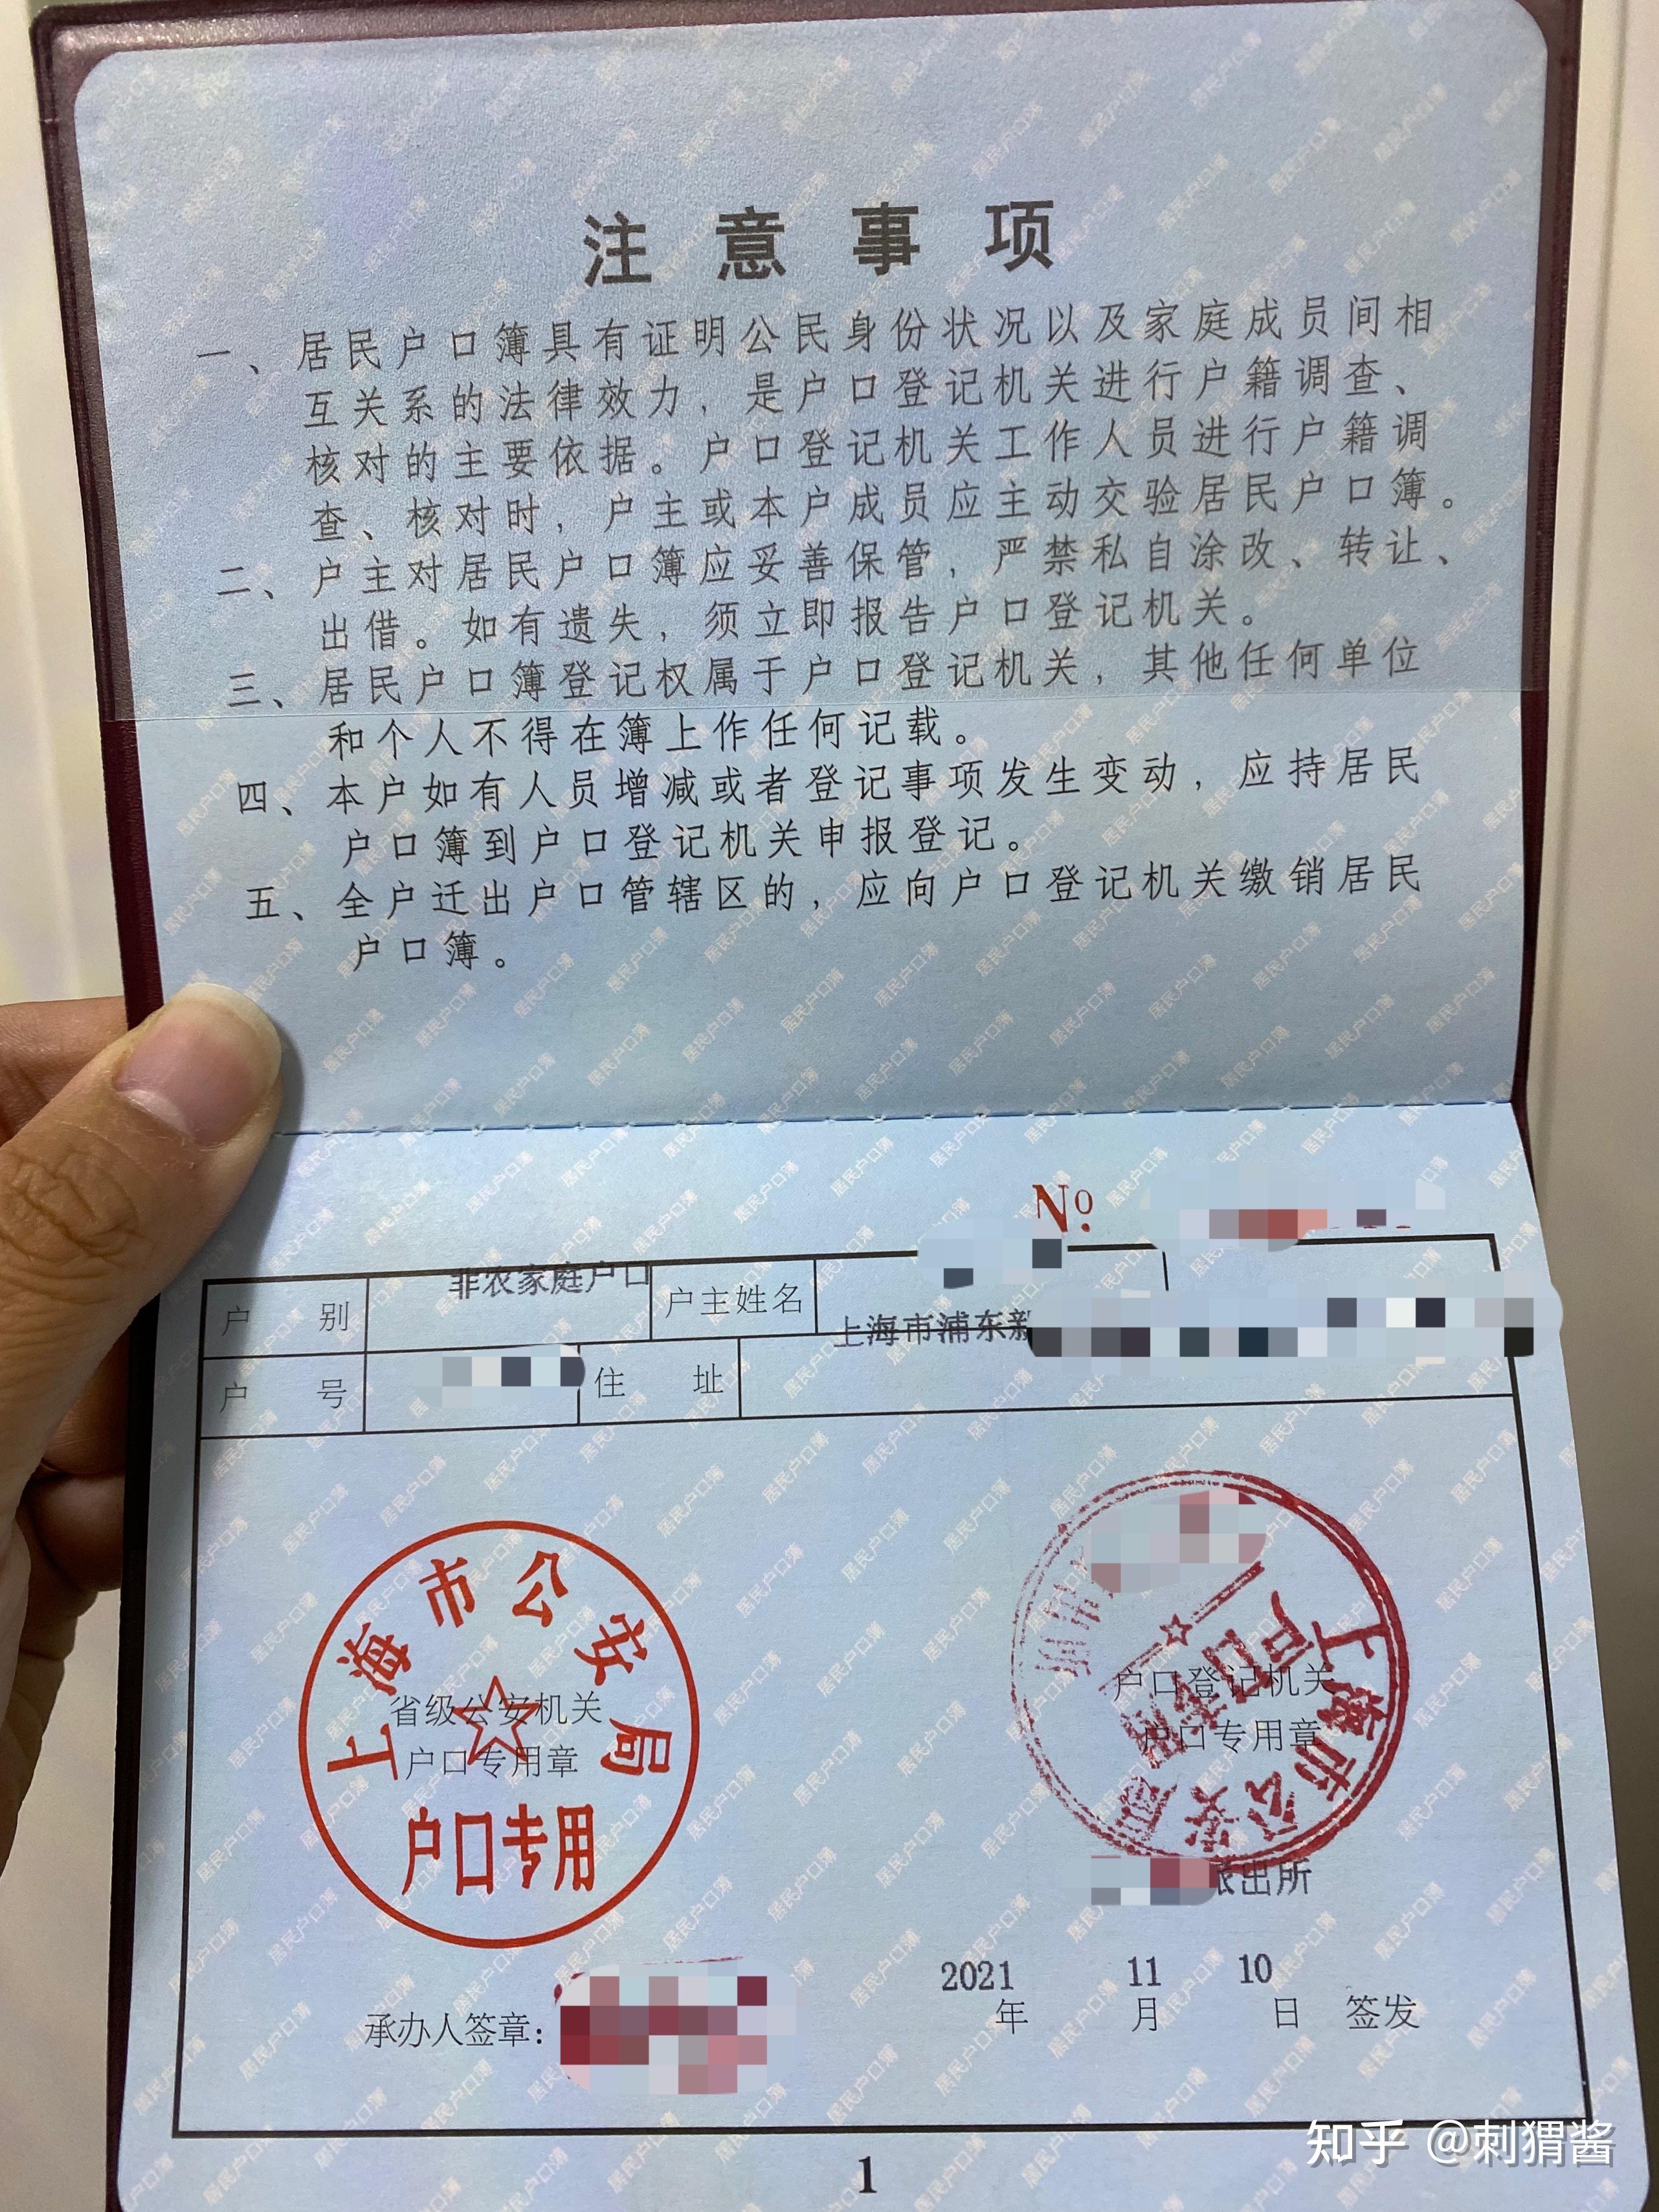 注意事项
一、居民户口簿具有证明公民身份状况以及家庭成员间相
互关系的法律效力，是户口登记机关进行户籍调查、
核对的主要依据。户口登记机关工作人员进行户籍调
查、核对时，户主或本户成员应主动交验居民户口簿。
二、户主对居民户口簿应妥善保管，严禁私自涂改、转让、
出借。如有遗失，须立即报告户口登记机关。
三、居民户口簿登记权属于户口登记机关，其他任何单位
和个人不得在簿上作任何记载。
四、本户如有人员增减或者登记事项发生变动，应持居民
户口簿到户口登记机关申报登记。
五、全户迁出户口管辖区的，应向户口登记机关缴销居民
户口簿。
№
户别 非农家庭户口 户主姓名
户号 住址 上海市浦东新
上海市公安局
省级公安机关
户口专用章
户口专用
上海市公安局
户口登记机关
户口专用章
派出所
承办人签章：
2021年11月10日签发
1
知乎 @刺猬酱